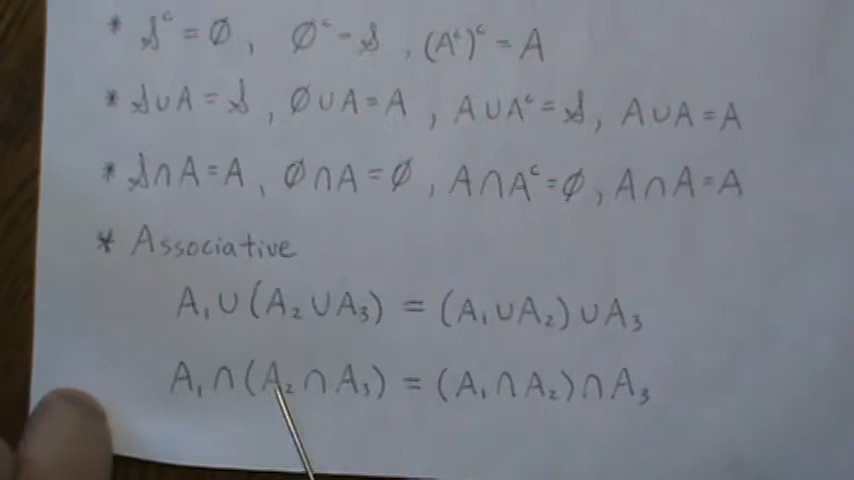 * 𝒮ᶜ = ∅ , ∅ᶜ = 𝒮 , (Aᶜ)ᶜ = A
* 𝒮 ∪ A = 𝒮 , ∅ ∪ A = A , A ∪ Aᶜ = 𝒮 , A ∪ A = A
* 𝒮 ∩ A = A , ∅ ∩ A = ∅ , A ∩ Aᶜ = ∅ , A ∩ A = A
* Associative
A₁ ∪ (A₂ ∪ A₃) = (A₁ ∪ A₂) ∪ A₃
A₁ ∩ (A₂ ∩ A₃) = (A₁ ∩ A₂) ∩ A₃